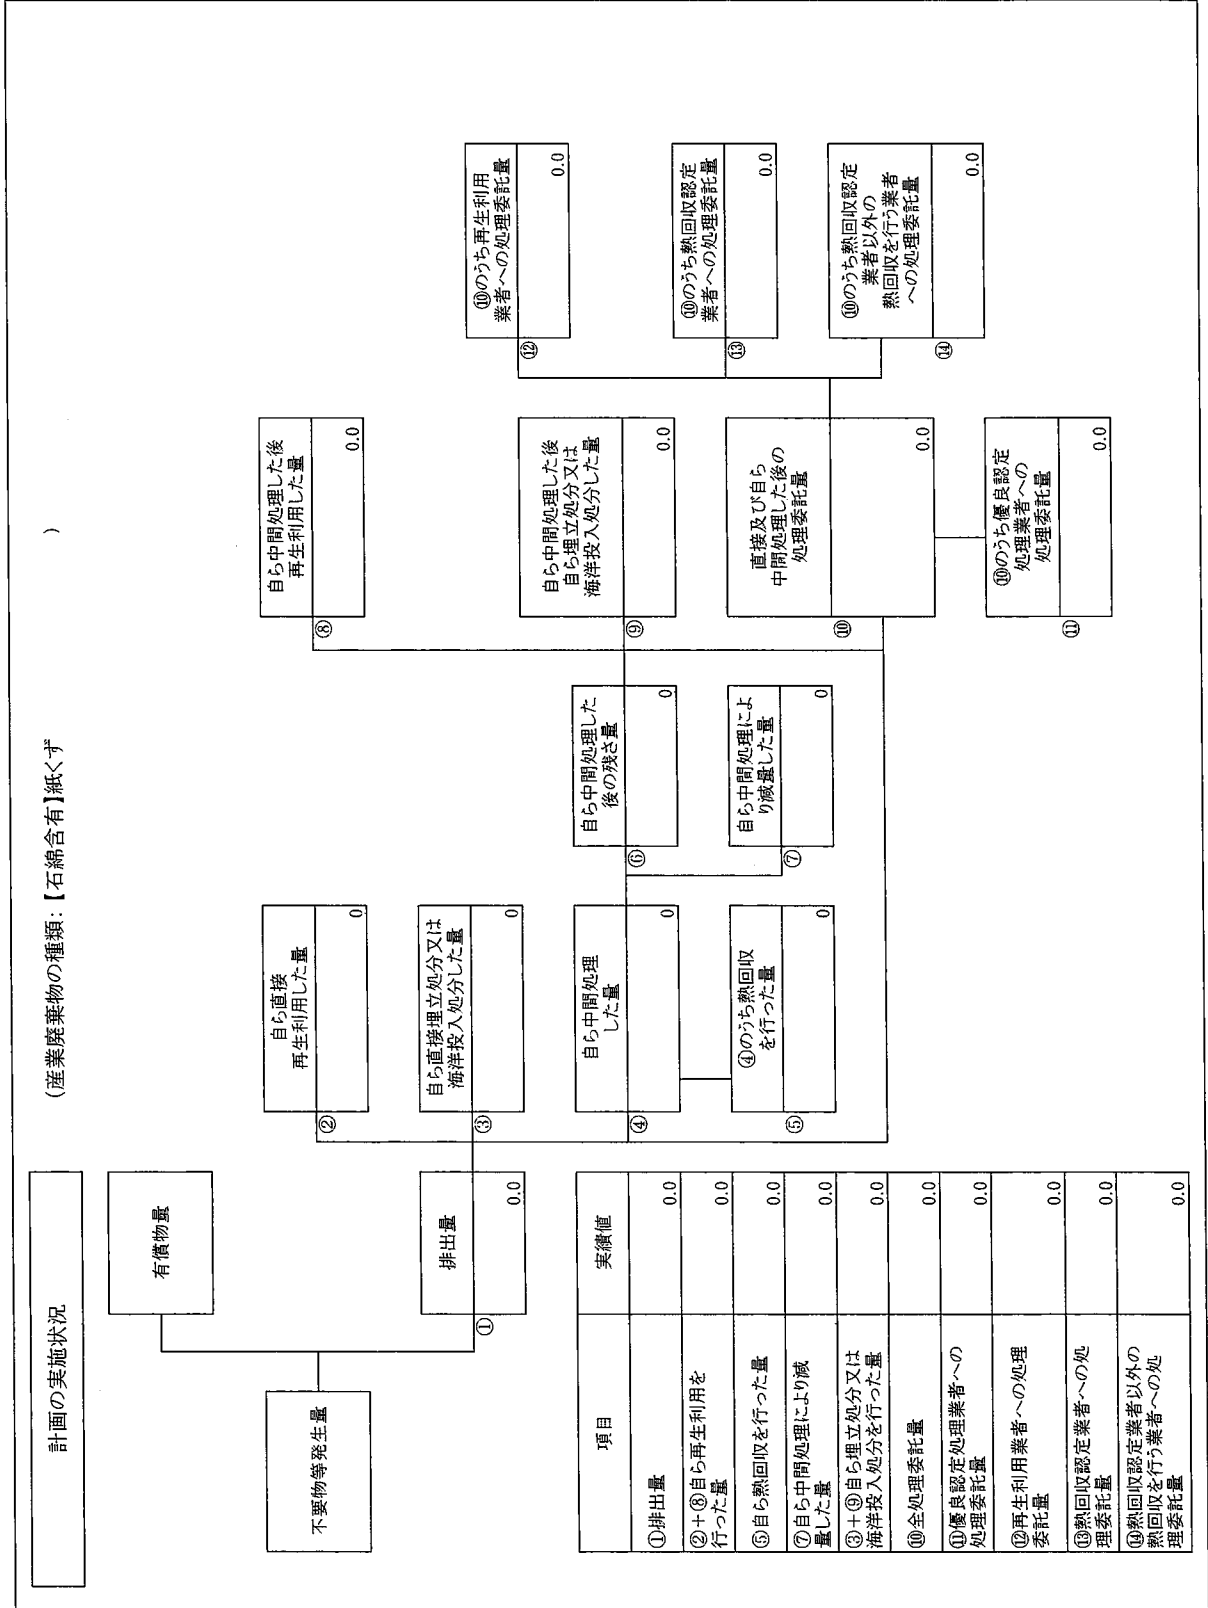 計画の実施状況
(産業廃棄物の種類:【石綿含有】紙くず
)
不要物等発生量
有償物量
排出量
①
0.0
自ら直接
再生利用した量
②
0
自ら直接埋立処分又は
海洋投入処分した量
③
0
自ら中間処理
した量
④
0
④のうち熱回収
を行った量
⑤
0
自ら中間処理した
後の残さ量
⑥
0
自ら中間処理によ
り減量した量
⑦
0
自ら中間処理した後
再生利用した量
⑧
0.0
自ら中間処理した後
自ら埋立処分又は
海洋投入処分した量
⑨
0.0
直接及び自ら
中間処理した後の
処理委託量
⑩
0.0
⑩のうち優良認定
処理業者への
処理委託量
⑪
0.0
⑩のうち再生利用
業者への処理委託量
⑫
0.0
⑩のうち熱回収認定
業者への処理委託量
⑬
0.0
⑩のうち熱回収認定
業者以外の
熱回収を行う業者
への処理委託量
⑭
0.0
項目 実績値
①排出量 0.0
②+⑧自ら再生利用を
行った量 0.0
⑤自ら熱回収を行った量 0.0
⑦自ら中間処理により減
量した量 0.0
③+⑨自ら埋立処分又は
海洋投入処分を行った量 0.0
⑩全処理委託量 0.0
⑪優良認定処理業者への
処理委託量 0.0
⑫再生利用業者への処理
委託量 0.0
⑬熱回収認定業者への処
理委託量 0.0
⑭熱回収認定業者以外の
熱回収を行う業者への処
理委託量 0.0